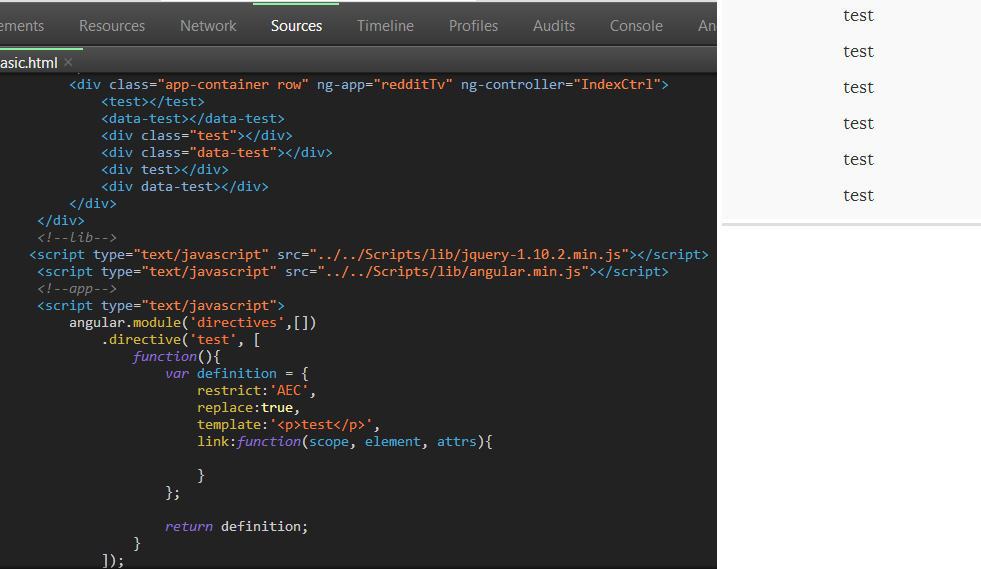 ements Resources Network Sources Timeline Profiles Audits Console An
asic.html ×
<div class="app-container row" ng-app="redditTv" ng-controller="IndexCtrl">
<test></test>
<data-test></data-test>
<div class="test"></div>
<div class="data-test"></div>
<div test></div>
<div data-test></div>
</div>
</div>
<!--lib-->
<script type="text/javascript" src="../../Scripts/lib/jquery-1.10.2.min.js"></script>
<script type="text/javascript" src="../../Scripts/lib/angular.min.js"></script>
<!--app-->
<script type="text/javascript">
angular.module('directives',[])
.directive('test', [
function(){
var definition = {
restrict:'AEC',
replace:true,
template:'<p>test</p>',
link:function(scope, element, attrs){
}
};
return definition;
}
]);
test
test
test
test
test
test